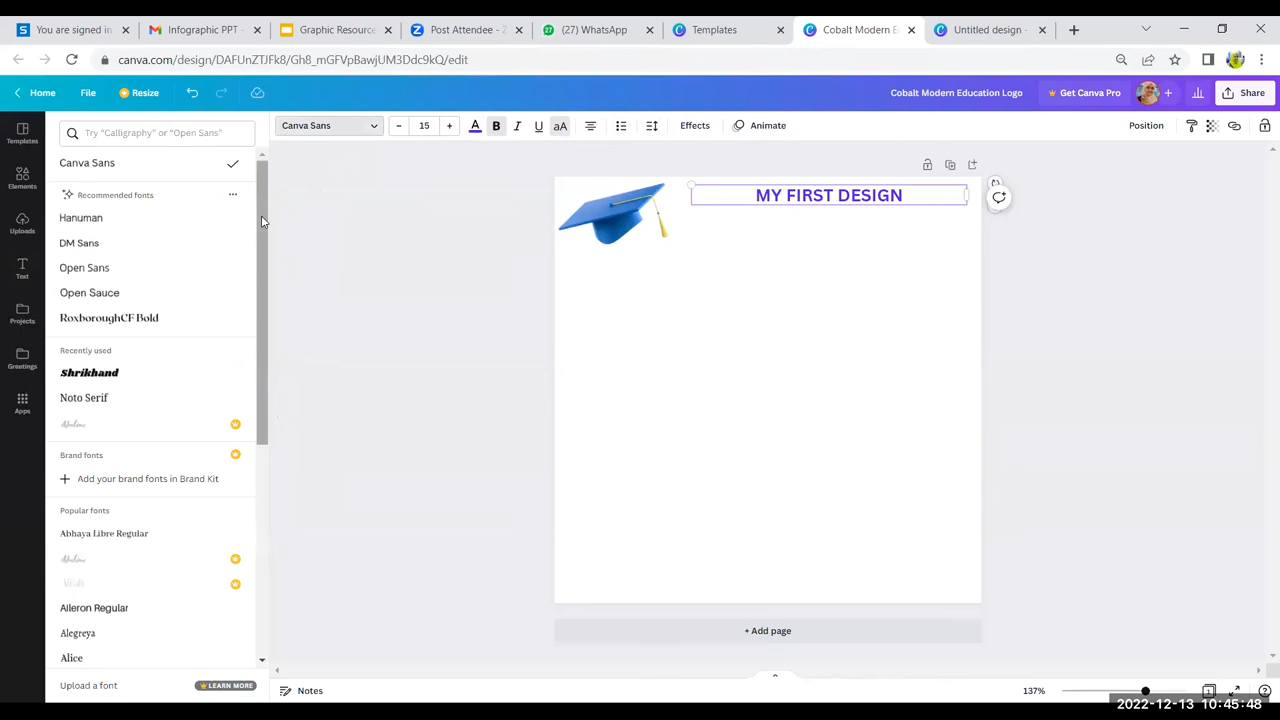 You are signed in
Infographic PPT -
Graphic Resource
Post Attendee - Z
(27) WhatsApp
Templates
Cobalt Modern E
Untitled design -
canva.com/design/DAFUnZTJFk8/Gh8_mGFVpBawjUM3Ddc9kQ/edit
Home
File
Resize
Cobalt Modern Education Logo
Get Canva Pro
Share
Try "Calligraphy" or "Open Sans"
Canva Sans
15
A
B
I
U
aA
Effects
Animate
Position
Templates
Elements
Uploads
Text
Projects
Greetings
Apps
Canva Sans
Recommended fonts
Hanuman
DM Sans
Open Sans
Open Sauce
RoxboroughCF Bold
Recently used
Shrikhand
Noto Serif
Brand fonts
Add your brand fonts in Brand Kit
Popular fonts
Abhaya Libre Regular
Aileron Regular
Alegreya
Alice
Upload a font
LEARN MORE
MY FIRST DESIGN
+ Add page
Notes
137%
1
2022-12-13 10:45:48